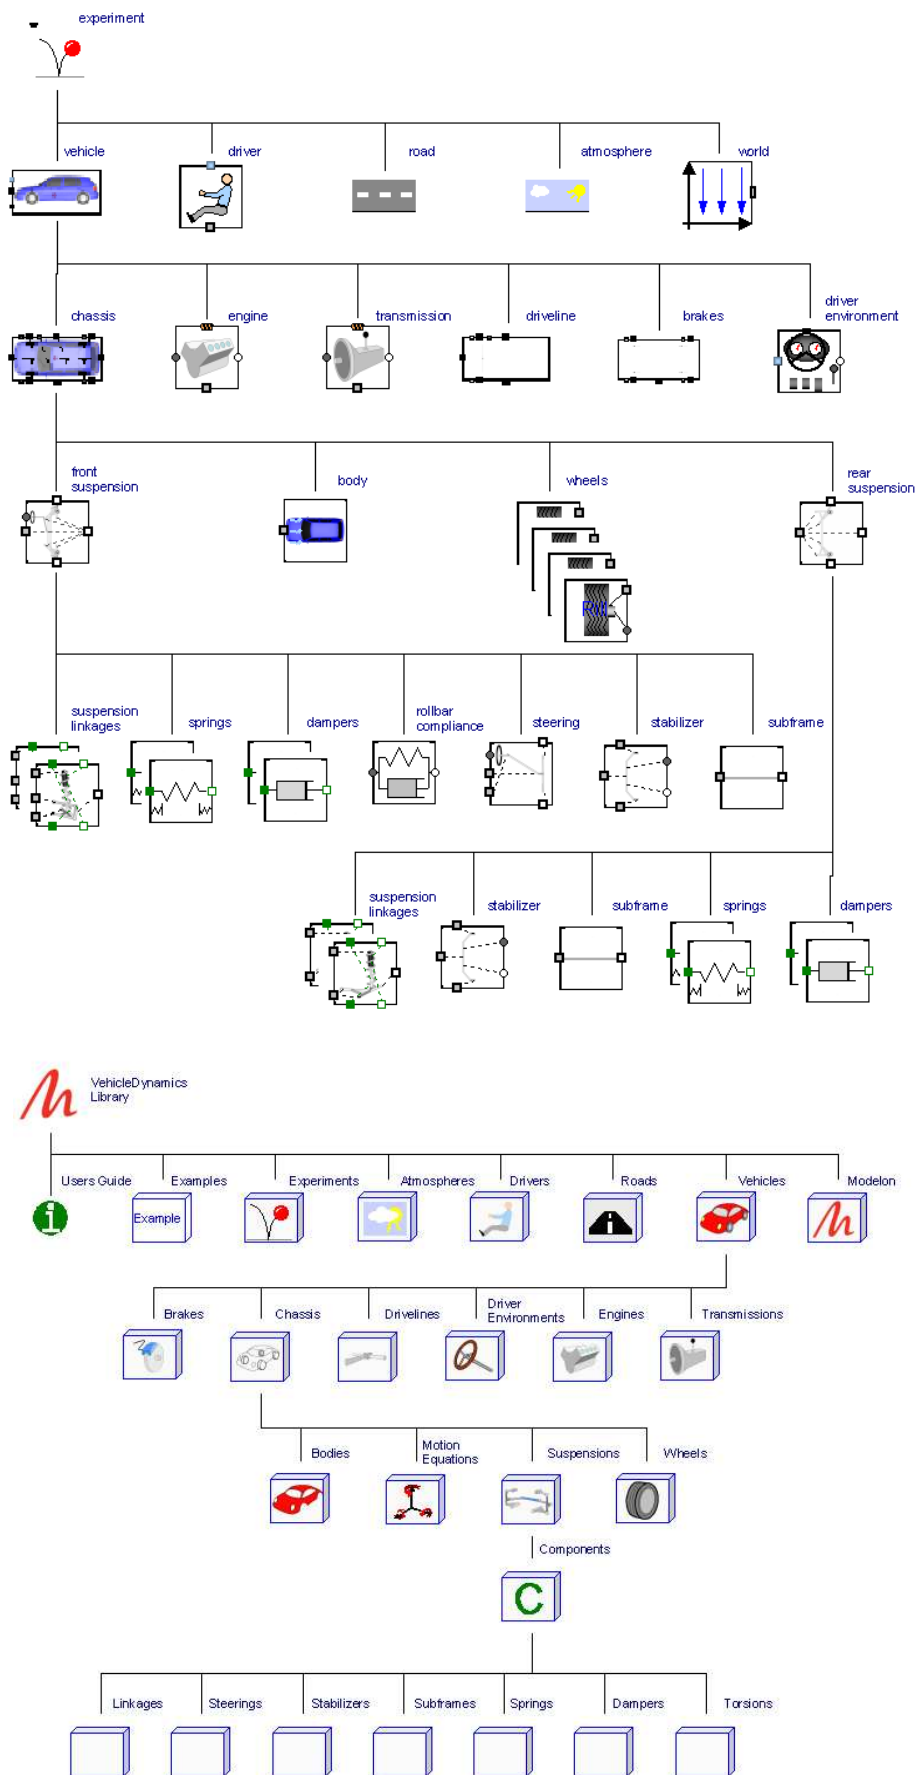 experiment
vehicle
driver
road
atmosphere
world
chassis
engine
transmission
driveline
brakes
driver
environment
front
suspension
body
wheels
rear
suspension
suspension
linkages
springs
dampers
rollbar
compliance
steering
stabilizer
subframe
suspension
linkages
stabilizer
subframe
springs
dampers
VehicleDynamics
Library
Users Guide
Examples
Experiments
Atmospheres
Drivers
Roads
Vehicles
Modelon
Example
Brakes
Chassis
Drivelines
Driver
Environments
Engines
Transmissions
Bodies
Motion
Equations
Suspensions
Wheels
Components
C
Linkages
Steerings
Stabilizers
Subframes
Springs
Dampers
Torsions